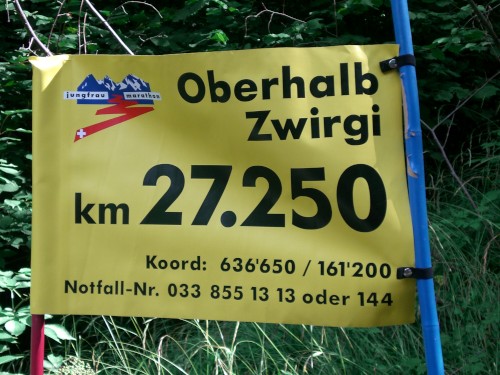 jungfrau marathon
Oberhalb
Zwirgi
km 27.250
Koord: 636'650 / 161'200
Notfall-Nr. 033 855 13 13 oder 144